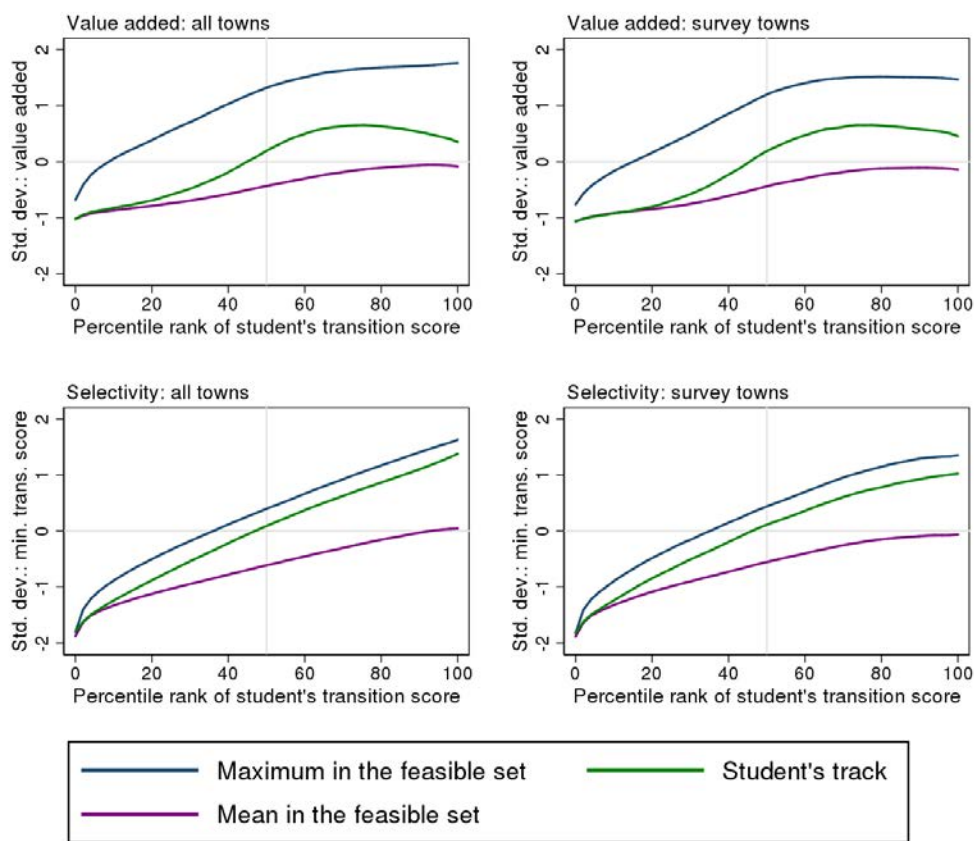 Value added: all towns
Std. dev.: value added
2
1
0
-1
-2
0 20 40 60 80 100
Percentile rank of student's transition score
Value added: survey towns
Std. dev.: value added
2
1
0
-1
-2
0 20 40 60 80 100
Percentile rank of student's transition score
Selectivity: all towns
Std. dev.: min. trans. score
2
1
0
-1
-2
0 20 40 60 80 100
Percentile rank of student's transition score
Selectivity: survey towns
Std. dev.: min. trans. score
2
1
0
-1
-2
0 20 40 60 80 100
Percentile rank of student's transition score
Maximum in the feasible set
Student's track
Mean in the feasible set